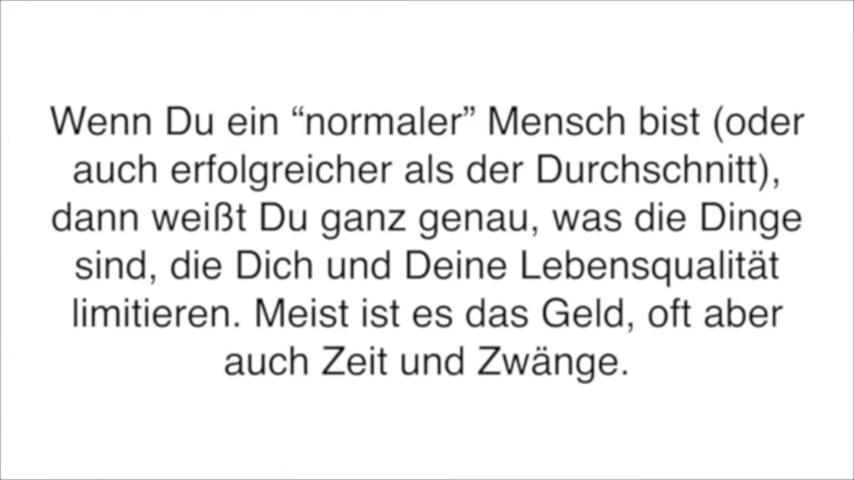 Wenn Du ein “normaler” Mensch bist (oder
auch erfolgreicher als der Durchschnitt),
dann weißt Du ganz genau, was die Dinge
sind, die Dich und Deine Lebensqualität
limitieren. Meist ist es das Geld, oft aber
auch Zeit und Zwänge.